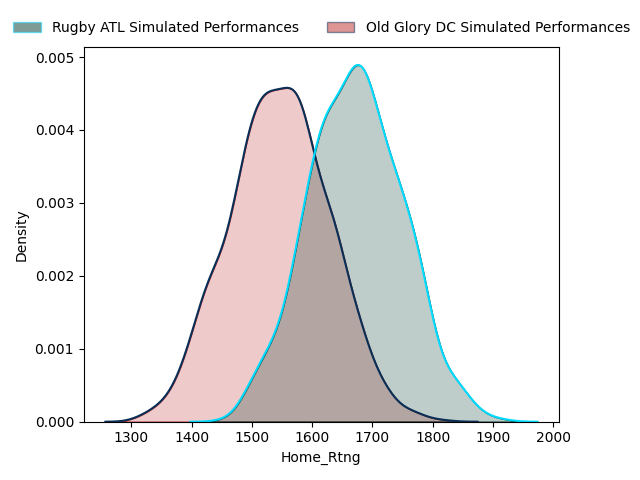 Rugby ATL Simulated Performances
Old Glory DC Simulated Performances
0.005
0.004
0.003
0.002
0.001
0.000
Density
1300 1400 1500 1600 1700 1800 1900 2000
Home_Rtng